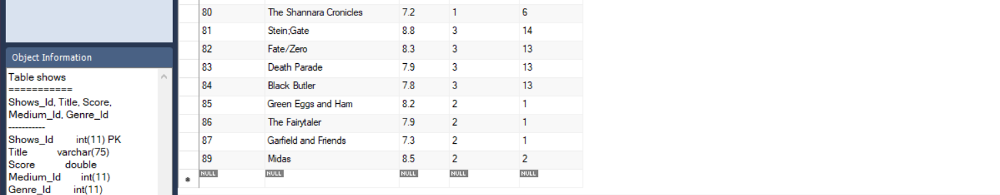 80 The Shannara Cronicles 7.2 1 6
81 Stein;Gate 8.8 3 14
82 Fate/Zero 8.3 3 13
83 Death Parade 7.9 3 13
84 Black Butler 7.8 3 13
85 Green Eggs and Ham 8.2 2 1
86 The Fairytaler 7.9 2 1
87 Garfield and Friends 7.3 2 1
89 Midas 8.5 2 2
NULL NULL NULL NULL NULL
Object Information
Table shows
===========
Shows_Id, Title, Score,
Medium_Id, Genre_Id
-----------
Shows_Id int(11) PK
Title varchar(75)
Score double
Medium_Id int(11)
Genre_Id int(11)